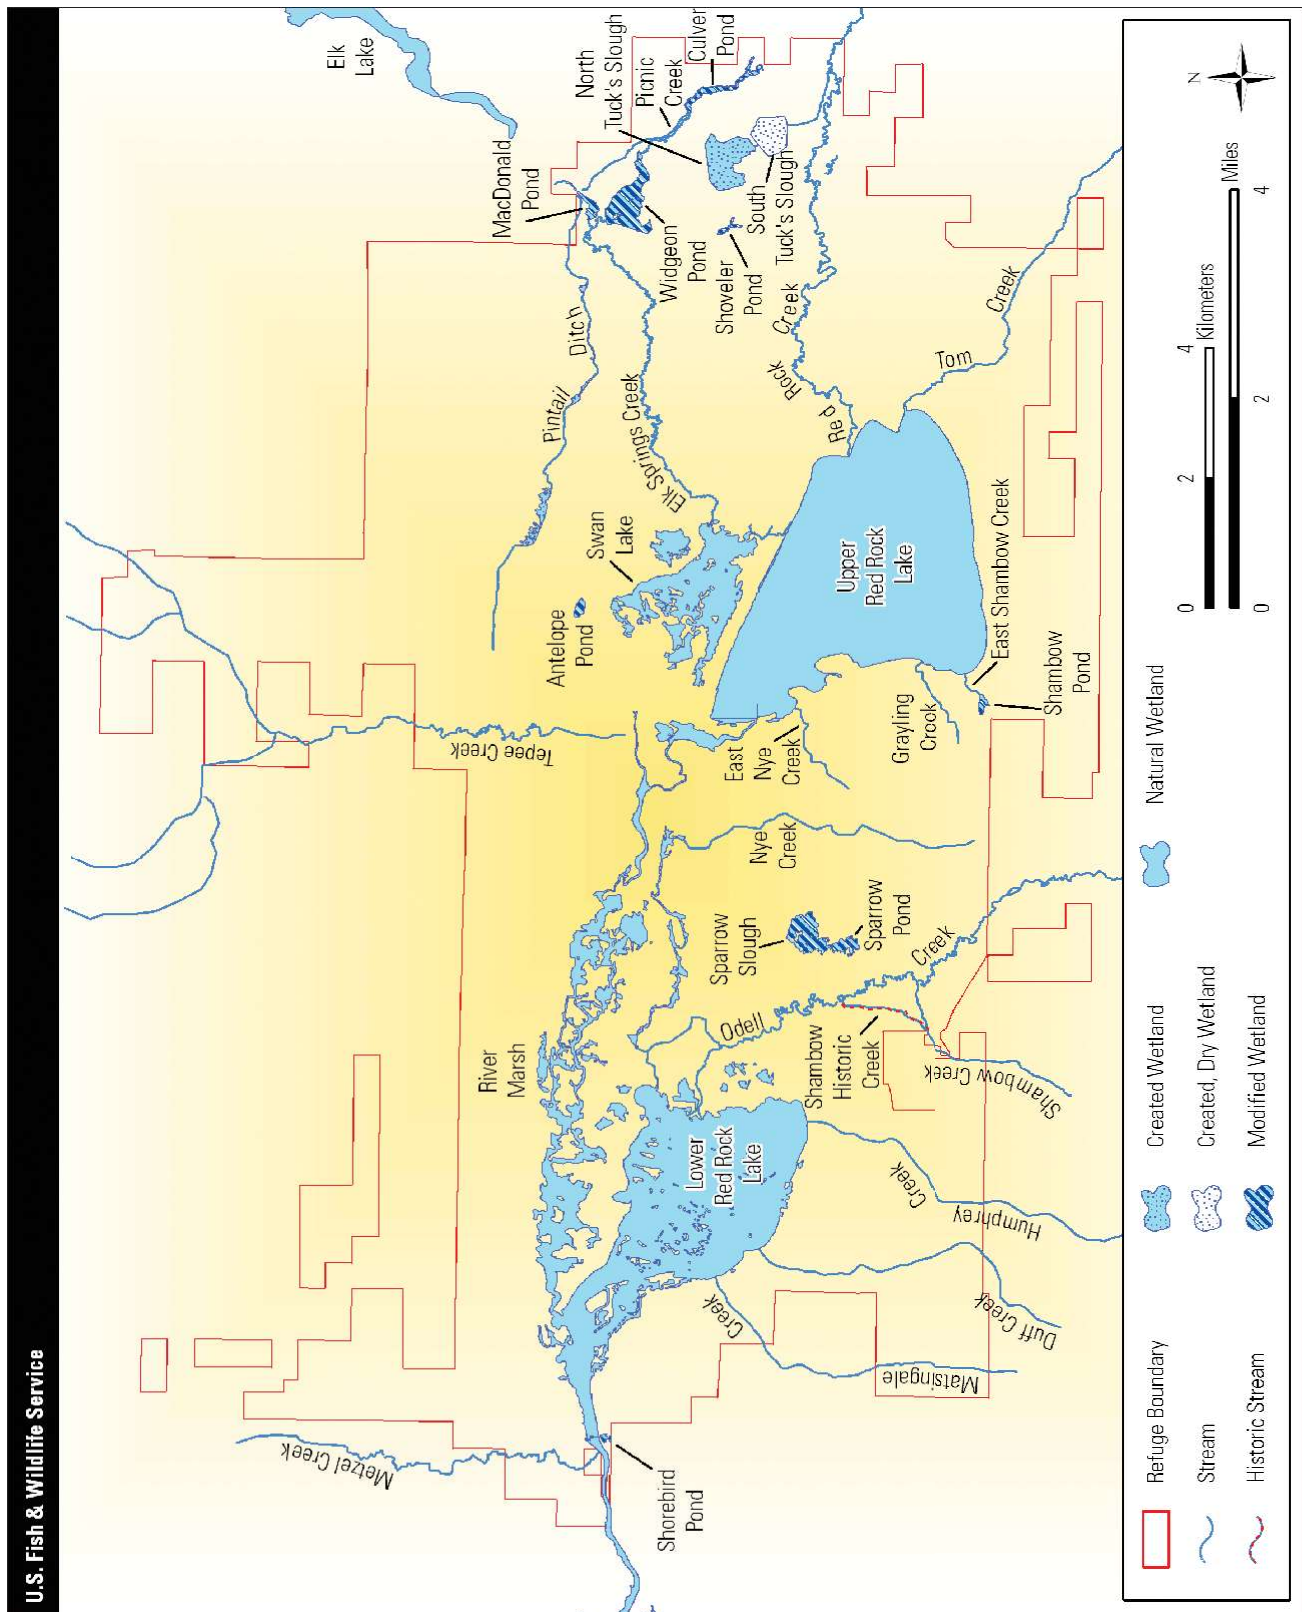 U.S. Fish & Wildlife Service
Elk
Lake
MacDonald
Pond
North
Tuck's Slough
Picnic
Creek
Culver
Pond
Widgeon
Pond
Shoveler
Pond
South
Tuck's Slough
Pintail Ditch
Elk Springs Creek
Red Rock Creek
Tom Creek
Swan
Lake
Antelope
Pond
Upper
Red Rock
Lake
East Shambow Creek
Shambow
Pond
Grayling
Creek
East
Nye
Creek
Tepee Creek
Nye
Creek
Sparrow
Slough
Sparrow
Pond
Odell Creek
River
Marsh
Shambow
Historic
Creek
Shambow Creek
Lower
Red Rock
Lake
Humphrey Creek
Duff Creek
Matsingale Creek
Metzel Creek
Shorebird
Pond
Refuge Boundary
Stream
Historic Stream
Created Wetland
Created, Dry Wetland
Modified Wetland
Natural Wetland
0 2 4
Kilometers
0 2 4
Miles
N